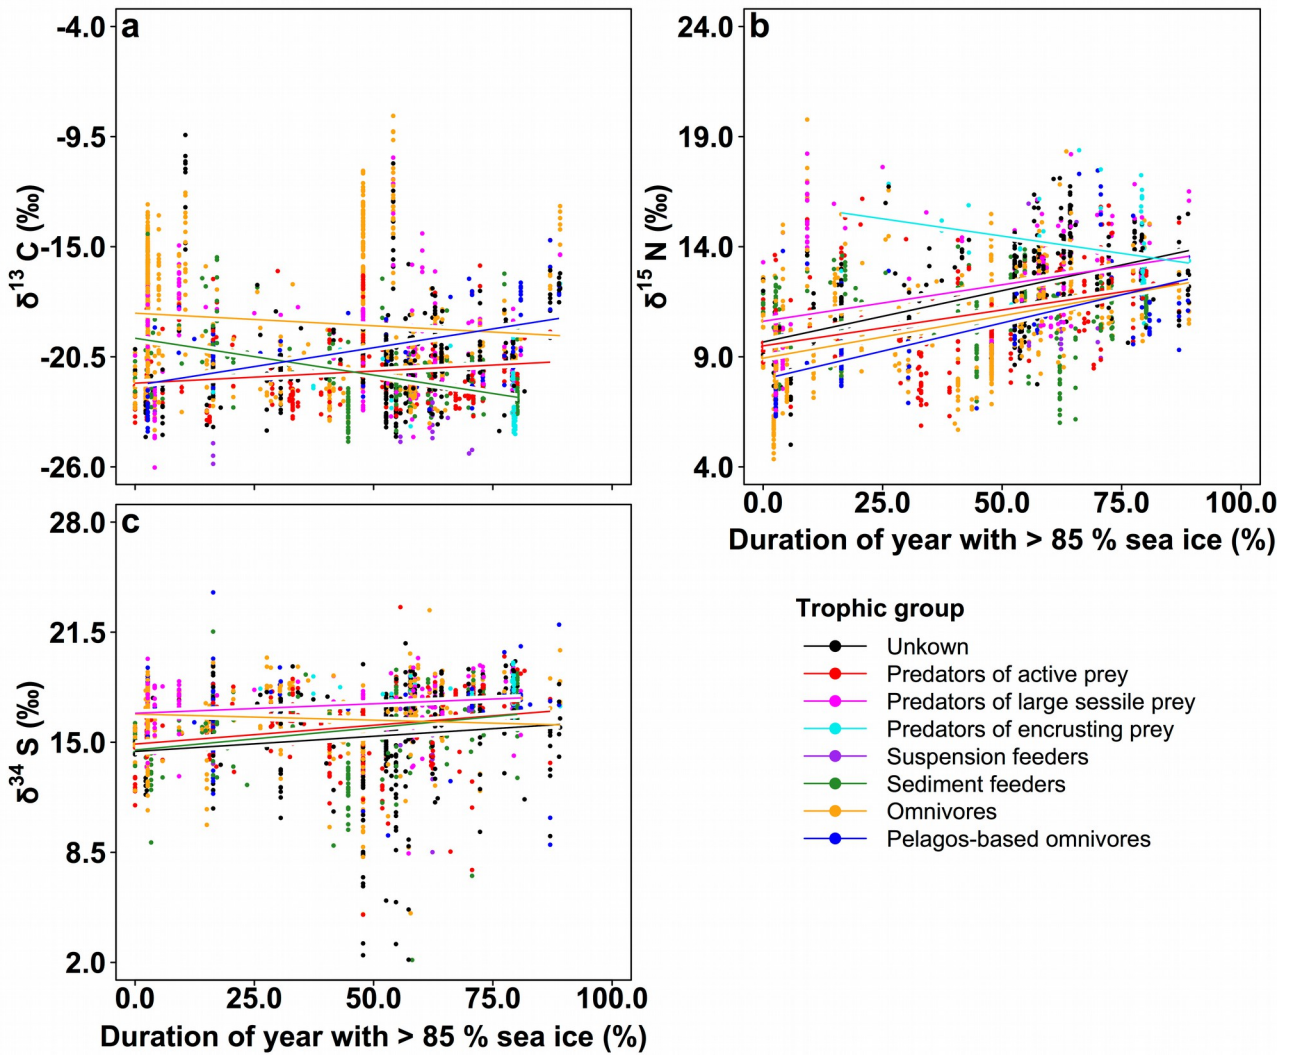 a
-4.0
-9.5
-15.0
-20.5
-26.0
δ13 C (‰)
b
24.0
19.0
14.0
9.0
4.0
δ15 N (‰)
0.0 25.0 50.0 75.0 100.0
Duration of year with > 85 % sea ice (%)
c
28.0
21.5
15.0
8.5
2.0
δ34 S (‰)
0.0 25.0 50.0 75.0 100.0
Duration of year with > 85 % sea ice (%)
Trophic group
Unkown
Predators of active prey
Predators of large sessile prey
Predators of encrusting prey
Suspension feeders
Sediment feeders
Omnivores
Pelagos-based omnivores